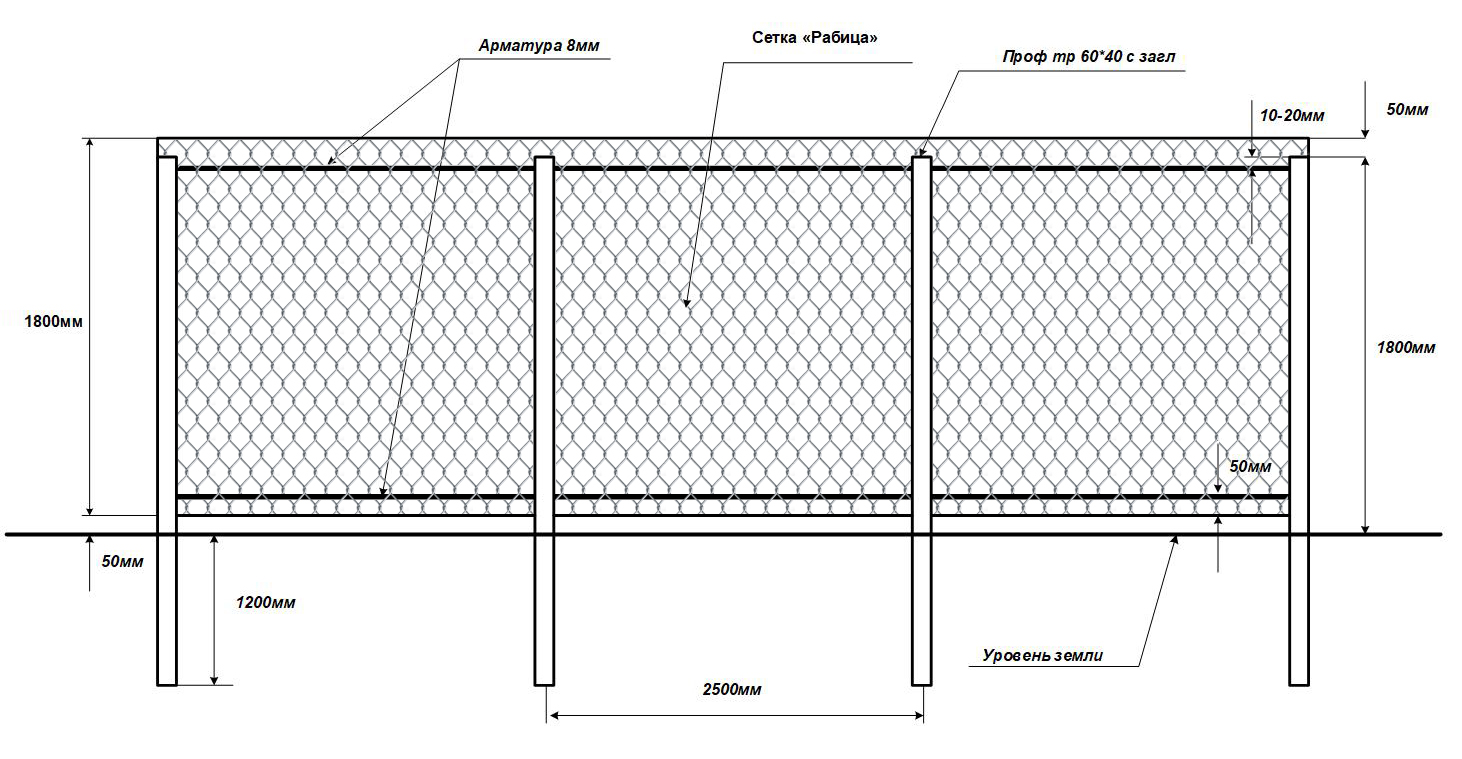 Арматура 8мм
Сетка «Рабица»
Проф тр 60*40 с загл
10-20мм
50мм
1800мм
1800мм
50мм
50мм
1200мм
Уровень земли
2500мм